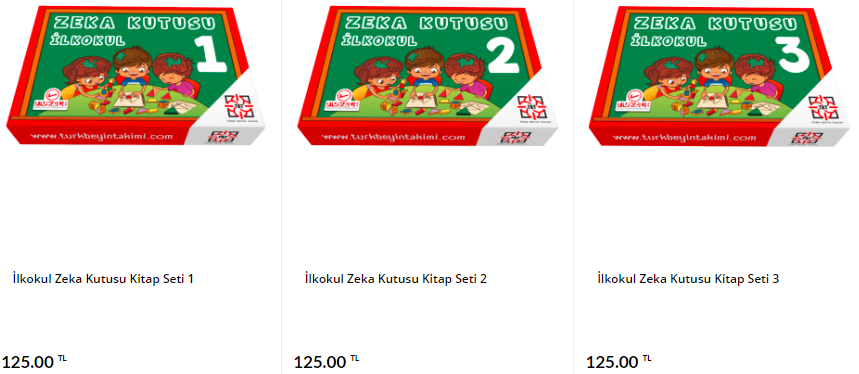 ZEKA KUTUSU
İLKOKUL
1
www.turkbeyintakimi.com
ZEKA KUTUSU
İLKOKUL
2
www.turkbeyintakimi.com
ZEKA KUTUSU
İLKOKUL
3
www.turkbeyintakimi.com
İlkokul Zeka Kutusu Kitap Seti 1
İlkokul Zeka Kutusu Kitap Seti 2
İlkokul Zeka Kutusu Kitap Seti 3
125.00 TL
125.00 TL
125.00 TL